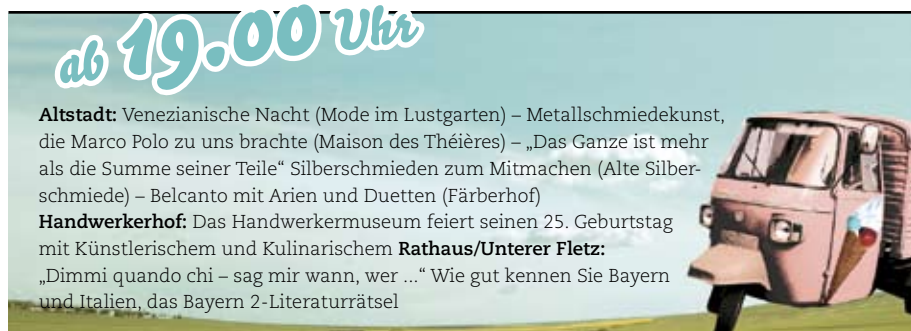 ab 19.00 Uhr
Altstadt: Venezianische Nacht (Mode im Lustgarten) – Metallschmiedekunst,
die Marco Polo zu uns brachte (Maison des Théières) – „Das Ganze ist mehr
als die Summe seiner Teile“ Silberschmieden zum Mitmachen (Alte Silber-
schmiede) – Belcanto mit Arien und Duetten (Färberhof)
Handwerkerhof: Das Handwerkermuseum feiert seinen 25. Geburtstag
mit Künstlerischem und Kulinarischem Rathaus/Unterer Fletz:
„Dimmi quando chi – sag mir wann, wer ...“ Wie gut kennen Sie Bayern
und Italien, das Bayern 2-Literaturrätsel